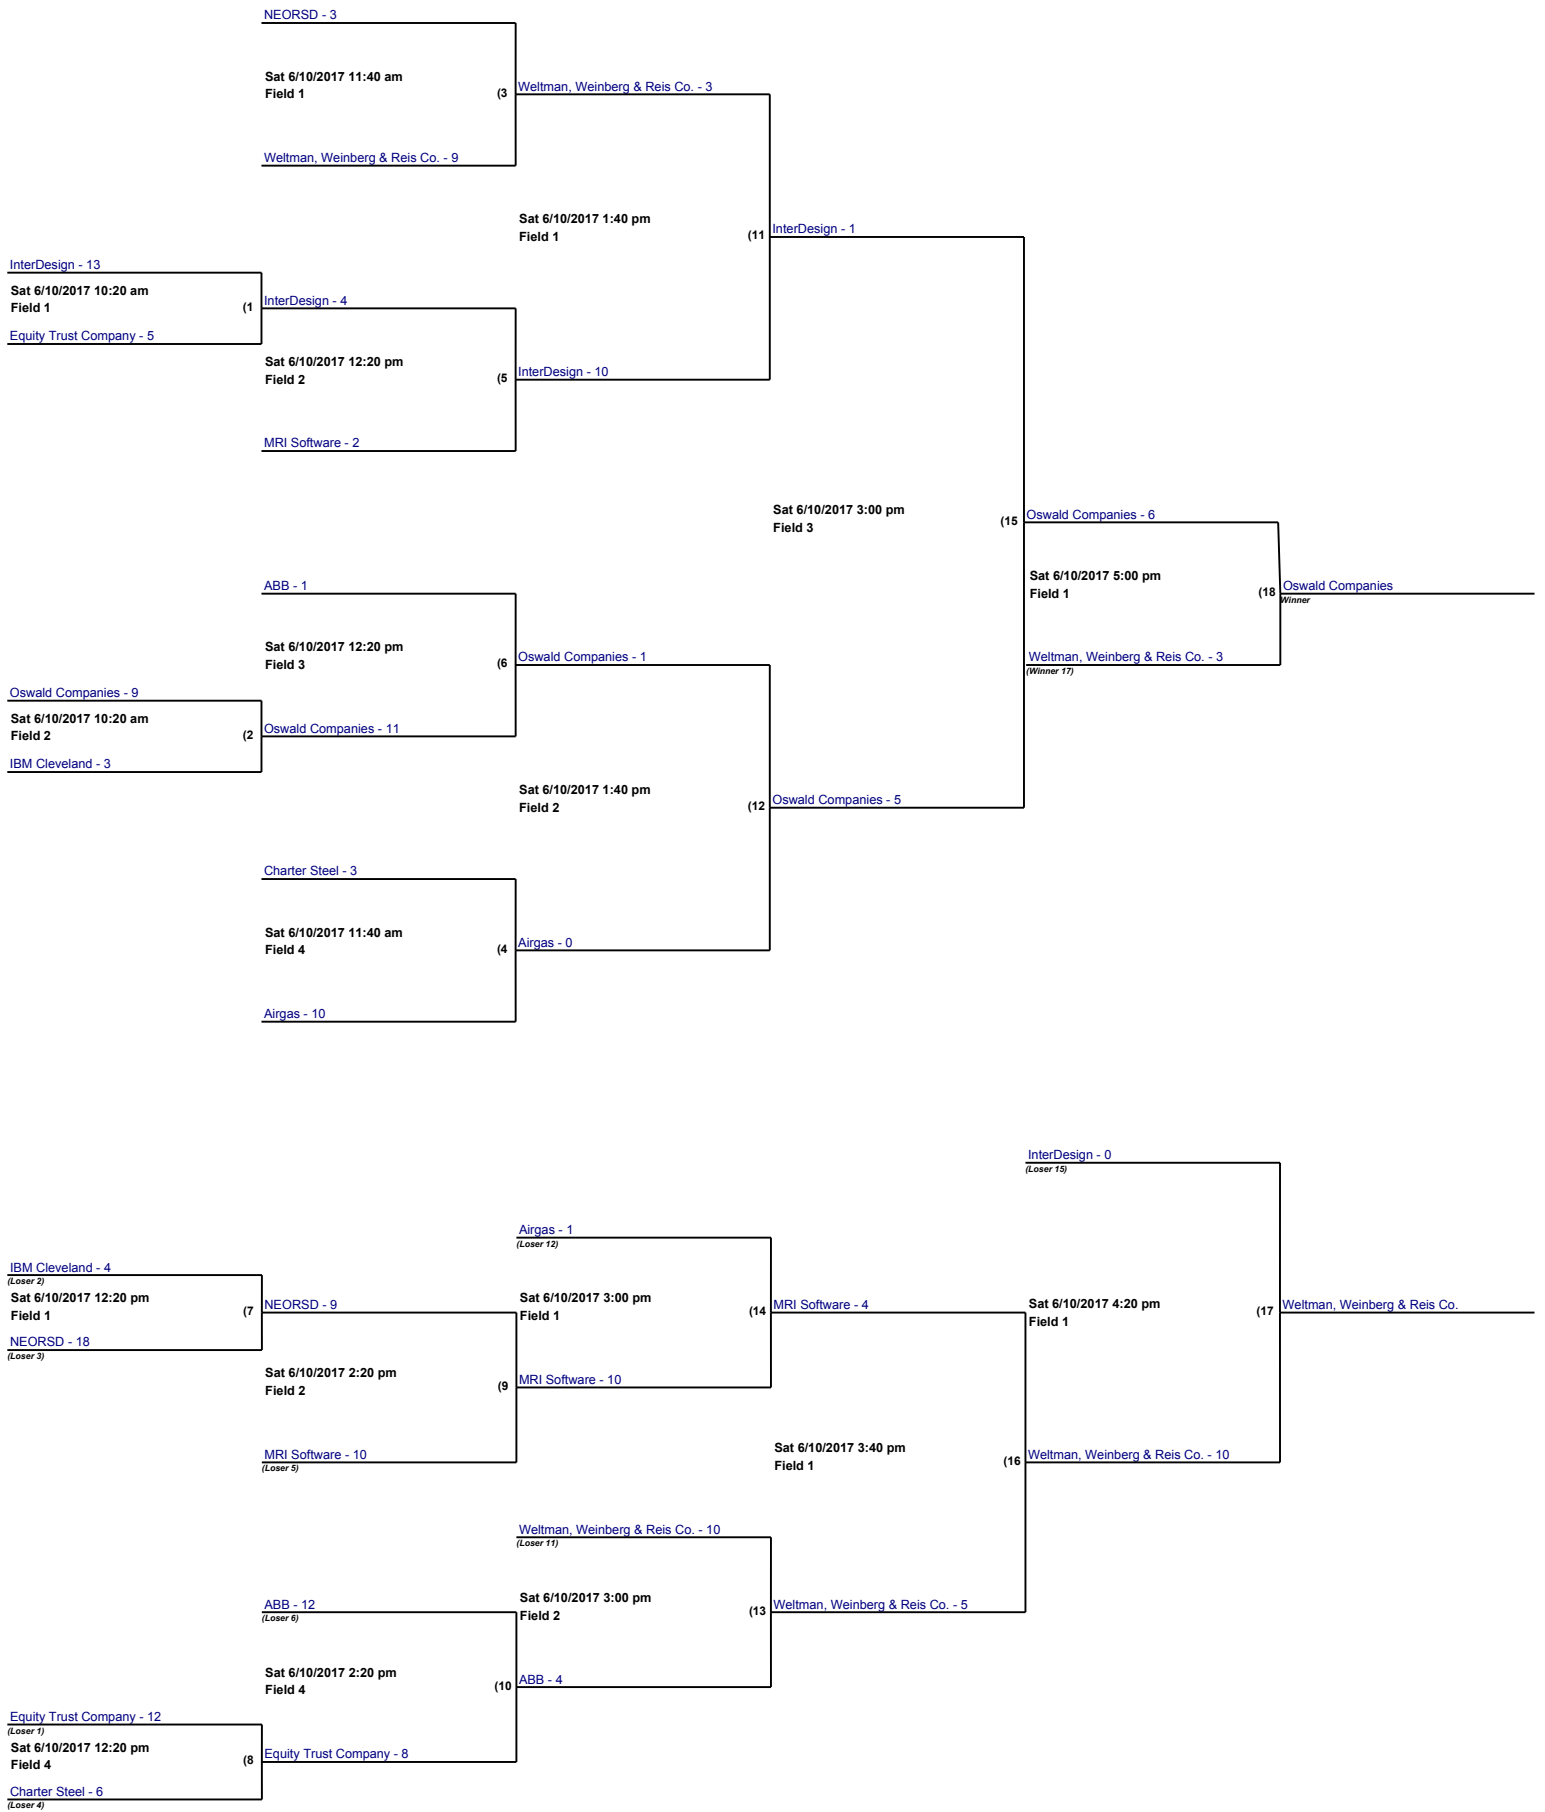 NEORSD - 3
Sat 6/10/2017 11:40 am
Field 1
(3
Weltman, Weinberg & Reis Co. - 3
Weltman, Weinberg & Reis Co. - 9
Sat 6/10/2017 1:40 pm
Field 1
(11
InterDesign - 1
InterDesign - 13
Sat 6/10/2017 10:20 am
Field 1
(1
InterDesign - 4
Equity Trust Company - 5
Sat 6/10/2017 12:20 pm
Field 2
(5
InterDesign - 10
MRI Software - 2
Sat 6/10/2017 3:00 pm
Field 3
(15
Oswald Companies - 6
ABB - 1
Sat 6/10/2017 5:00 pm
Field 1
(18
Oswald Companies
Winner
Sat 6/10/2017 12:20 pm
Field 3
(6
Oswald Companies - 1
Weltman, Weinberg & Reis Co. - 3
(Winner 17)
Oswald Companies - 9
Sat 6/10/2017 10:20 am
Field 2
(2
Oswald Companies - 11
IBM Cleveland - 3
Sat 6/10/2017 1:40 pm
Field 2
(12
Oswald Companies - 5
Charter Steel - 3
Sat 6/10/2017 11:40 am
Field 4
(4
Airgas - 0
Airgas - 10
InterDesign - 0
(Loser 15)
Airgas - 1
(Loser 12)
IBM Cleveland - 4
(Loser 2)
Sat 6/10/2017 12:20 pm
Field 1
(7
NEORSD - 9
NEORSD - 18
(Loser 3)
Sat 6/10/2017 3:00 pm
Field 1
(14
MRI Software - 4
Sat 6/10/2017 4:20 pm
Field 1
(17
Weltman, Weinberg & Reis Co.
Sat 6/10/2017 2:20 pm
Field 2
(9
MRI Software - 10
MRI Software - 10
(Loser 5)
Sat 6/10/2017 3:40 pm
Field 1
(16
Weltman, Weinberg & Reis Co. - 10
Weltman, Weinberg & Reis Co. - 10
(Loser 11)
ABB - 12
(Loser 6)
Sat 6/10/2017 3:00 pm
Field 2
(13
Weltman, Weinberg & Reis Co. - 5
Sat 6/10/2017 2:20 pm
Field 4
(10
ABB - 4
Equity Trust Company - 12
(Loser 1)
Sat 6/10/2017 12:20 pm
Field 4
(8
Equity Trust Company - 8
Charter Steel - 6
(Loser 4)